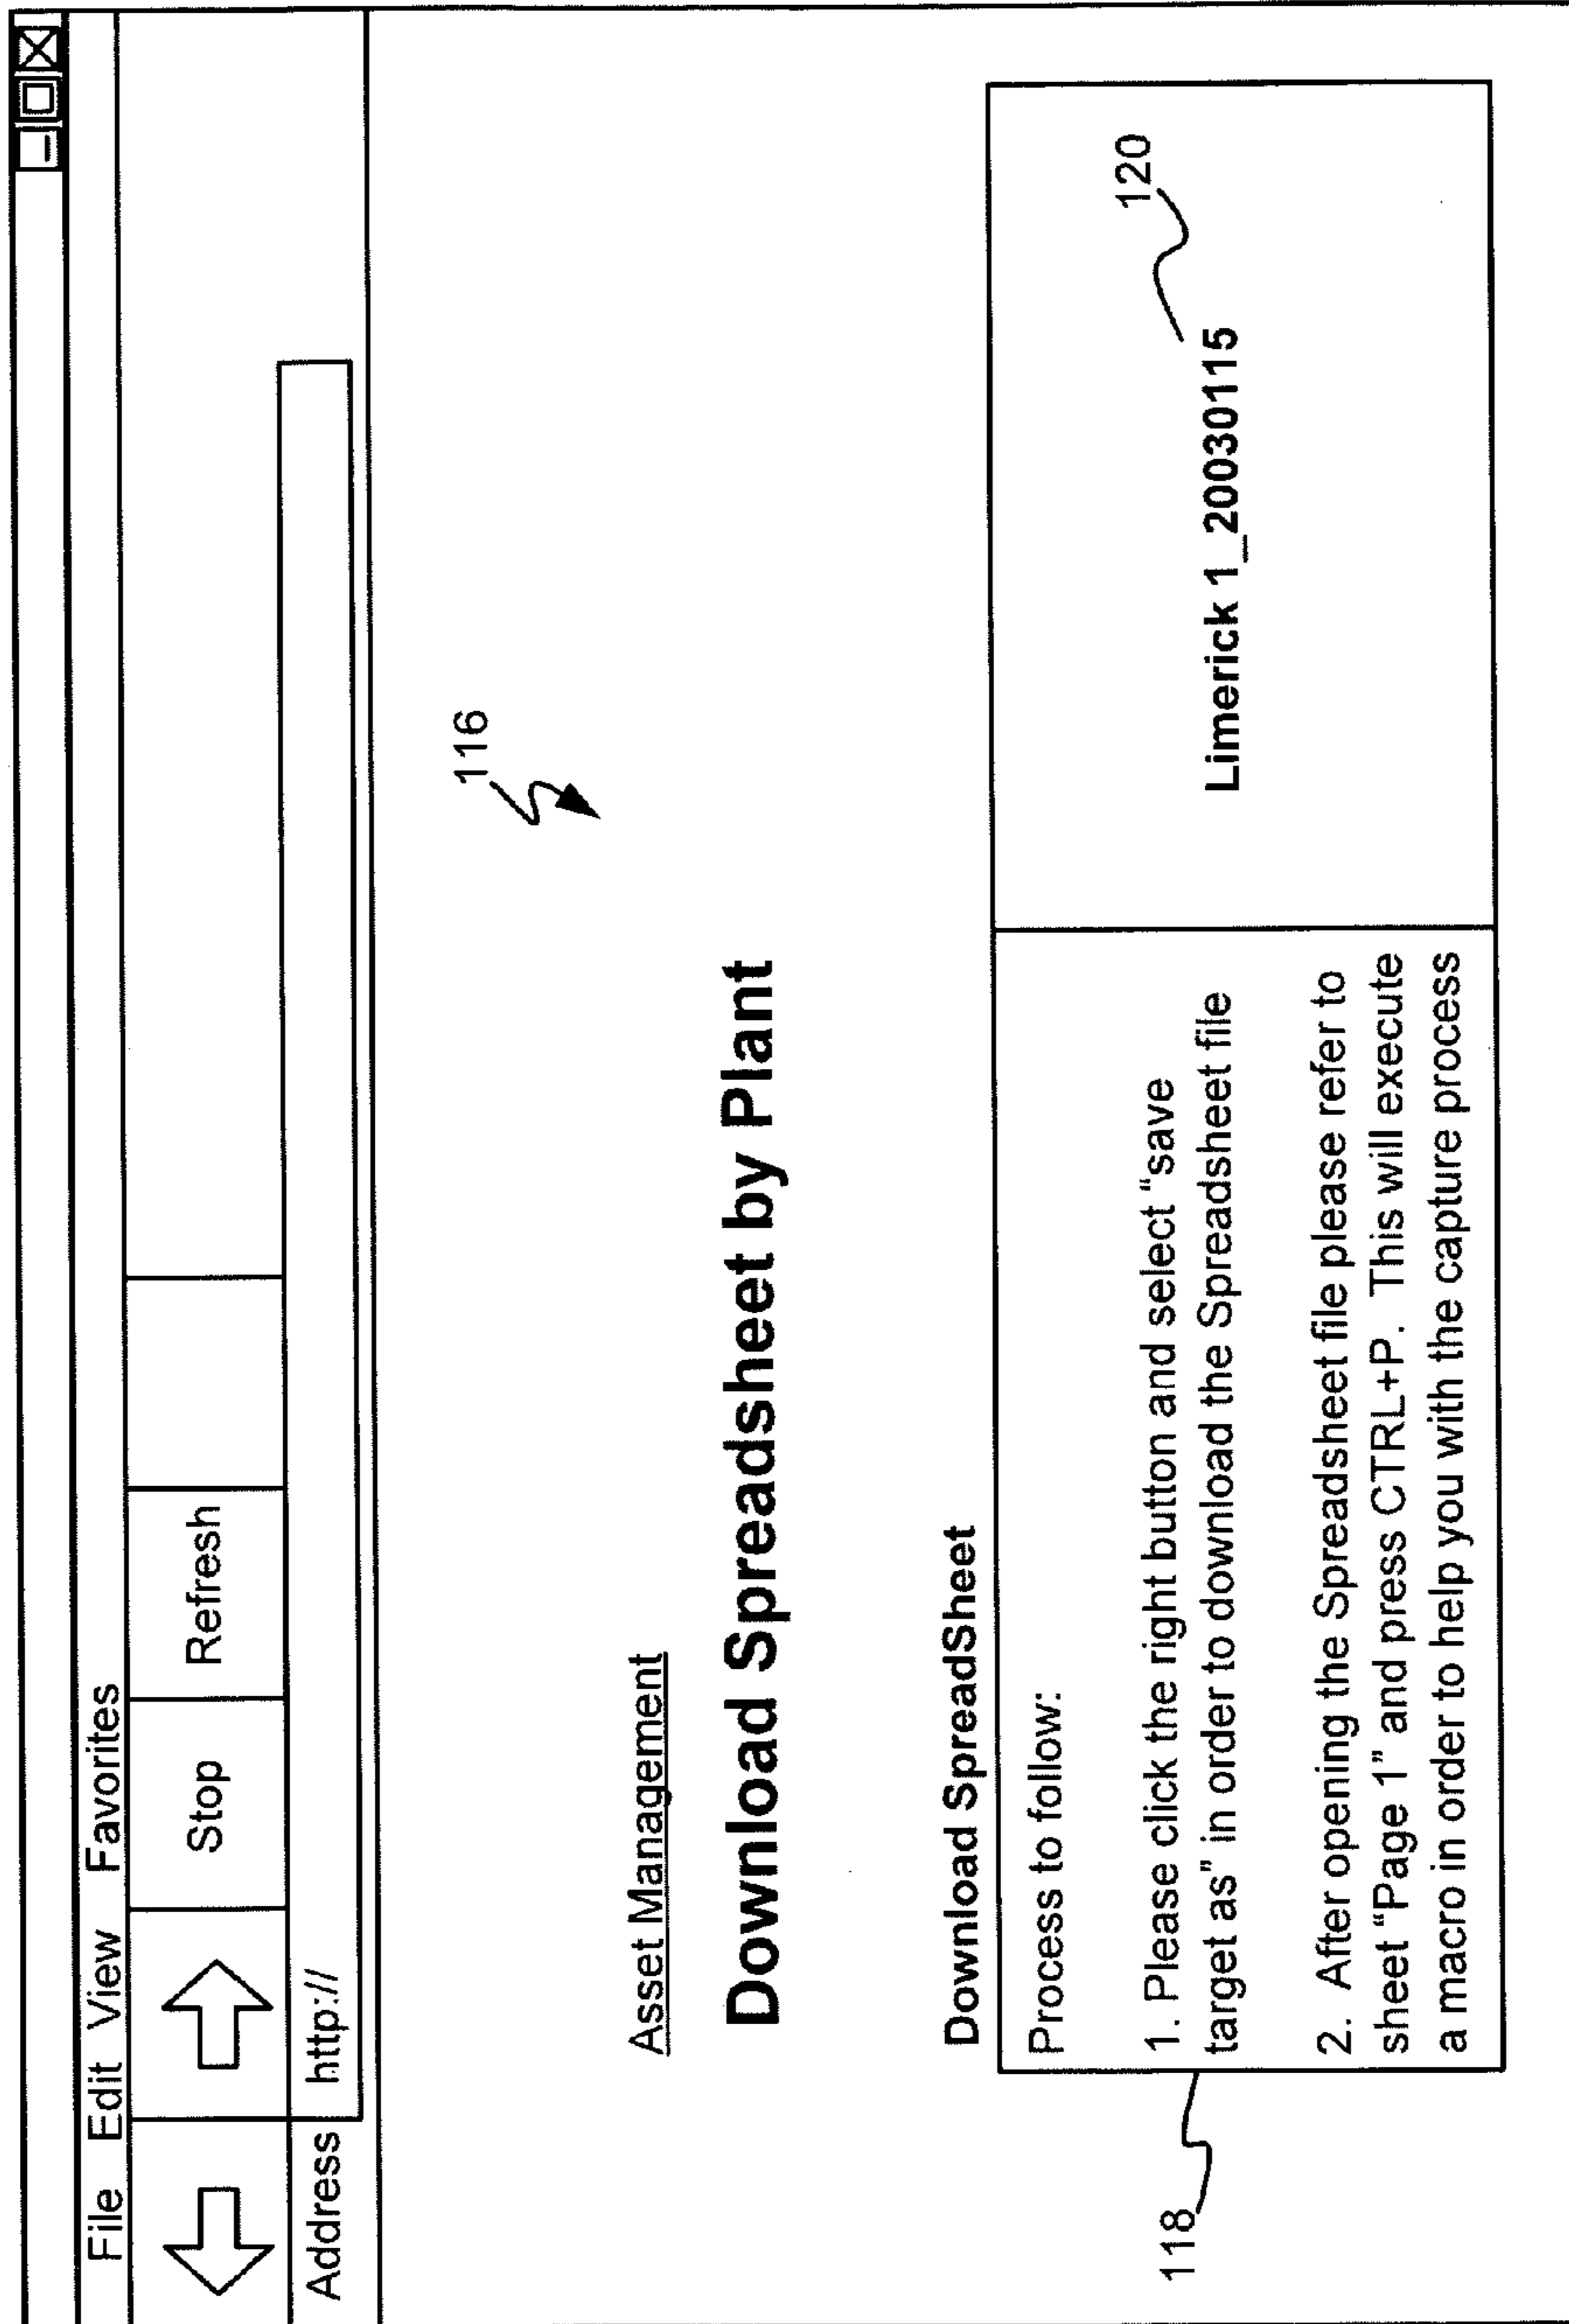 File Edit View Favorites
Stop Refresh
Address http://
116
Asset Management
Download Spreadsheet by Plant
Download SpreadSheet
118
Process to follow:
1. Please click the right button and select "save
target as" in order to download the Spreadsheet file
2. After opening the Spreadsheet file please refer to
sheet "Page 1" and press CTRL+P. This will execute
a macro in order to help you with the capture process
120
Limerick 1_20030115